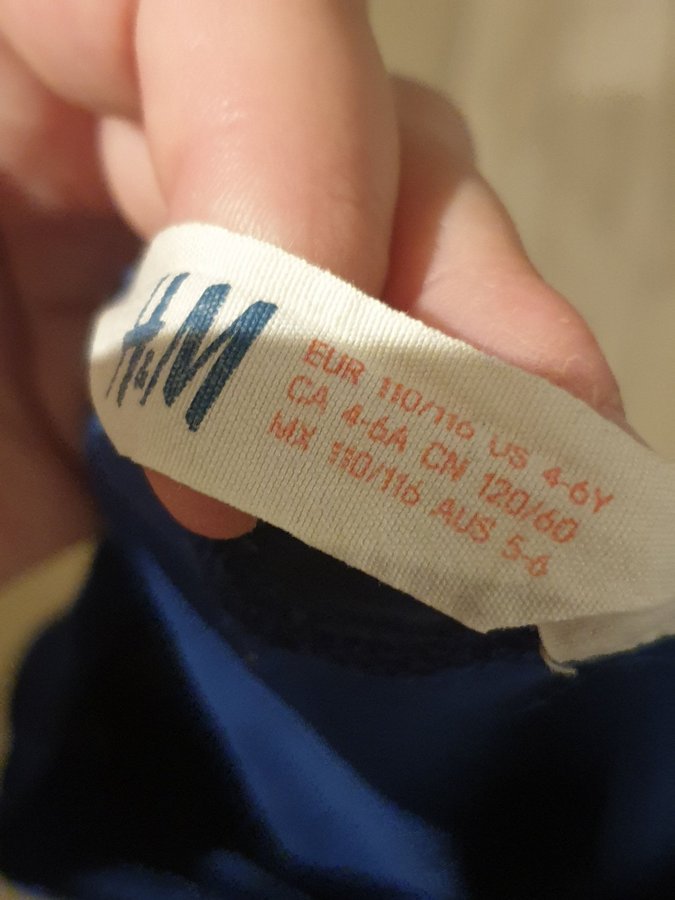 H&M
EUR 110/116 US 4-6Y
CA 4-6A CN 120/60
MX 110/116 AUS 5-6